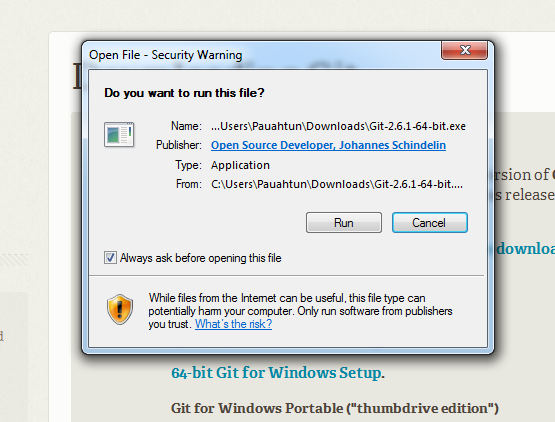 Open File - Security Warning
Do you want to run this file?
Name: ...Users\Pauahtun\Downloads\Git-2.6.1-64-bit.exe
Publisher: Open Source Developer, Johannes Schindelin
Type: Application
From: C:\Users\Pauahtun\Downloads\Git-2.6.1-64-bit....
Run Cancel
Always ask before opening this file
While files from the Internet can be useful, this file type can
potentially harm your computer. Only run software from publishers
you trust. What's the risk?
rsion of
s release
downloa
64-bit Git for Windows Setup.
Git for Windows Portable ("thumbdrive edition")